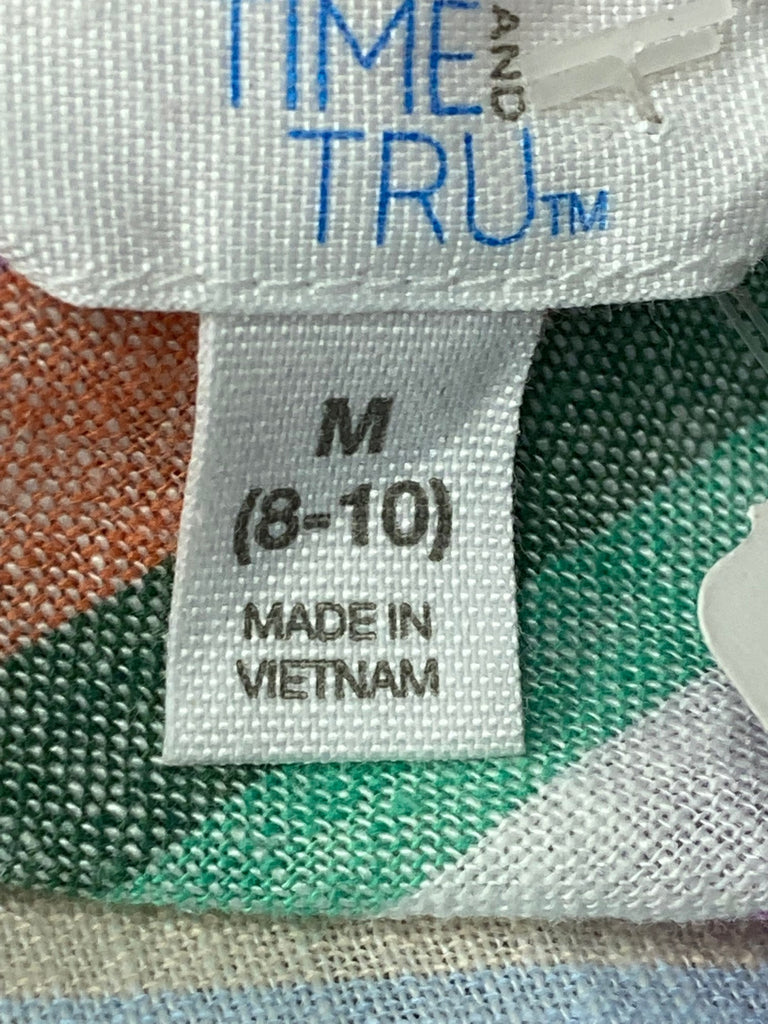 TIME
AND
TRU™
M
(8-10)
MADE IN
VIETNAM